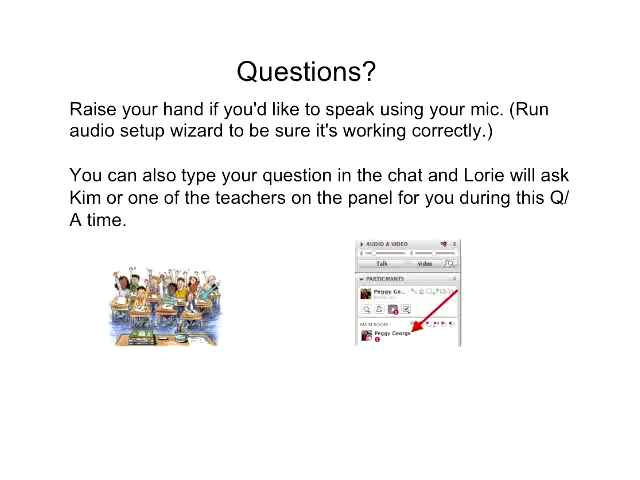 Questions?
Raise your hand if you'd like to speak using your mic. (Run
audio setup wizard to be sure it's working correctly.)
You can also type your question in the chat and Lorie will ask
Kim or one of the teachers on the panel for you during this Q/
A time.
AUDIO & VIDEO
Talk Video
PARTICIPANTS
Peggy Ge...
MAIN ROOM
Peggy George